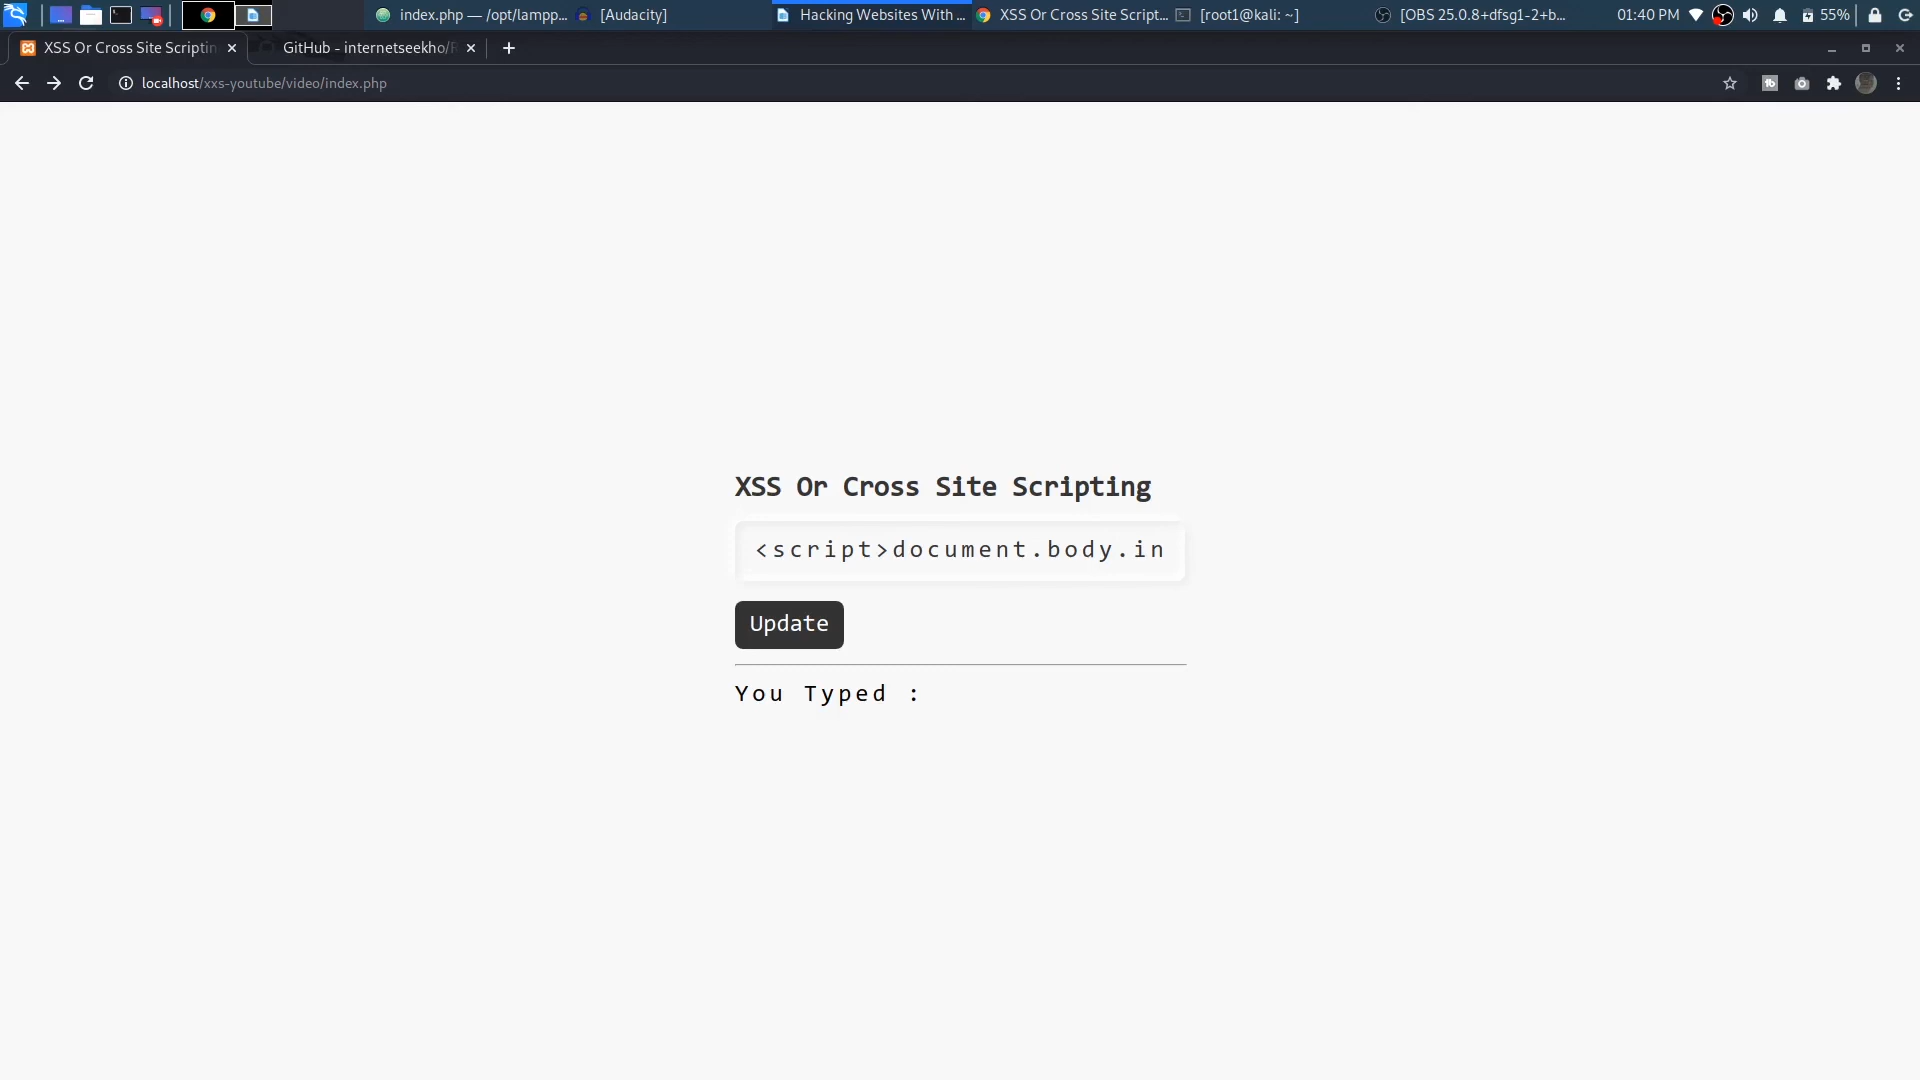 index.php — /opt/lampp... [Audacity] Hacking Websites With ... XSS Or Cross Site Script... [root1@kali: ~] [OBS 25.0.8+dfsg1-2+b... 01:40 PM 55%
XSS Or Cross Site Scriptin GitHub - internetseekho/
localhost/xxs-youtube/video/index.php
XSS Or Cross Site Scripting
<script>document.body.in
Update
You Typed :